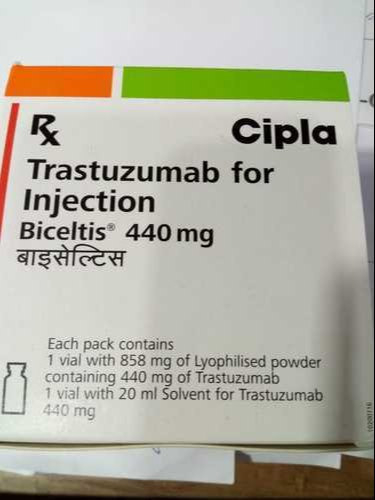 Rx
Cipla
Trastuzumab for
Injection
Biceltis® 440 mg
बाइसेल्टिस
Each pack contains
1 vial with 858 mg of Lyophilised powder
containing 440 mg of Trastuzumab
1 vial with 20 ml Solvent for Trastuzumab
440 mg